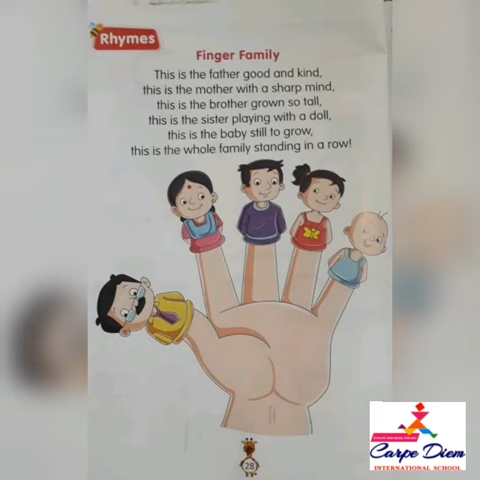 Rhymes
Finger Family
This is the father good and kind,
this is the mother with a sharp mind,
this is the brother grown so tall,
this is the sister playing with a doll,
this is the baby still to grow,
this is the whole family standing in a row!
28
Carpe Diem
INTERNATIONAL SCHOOL